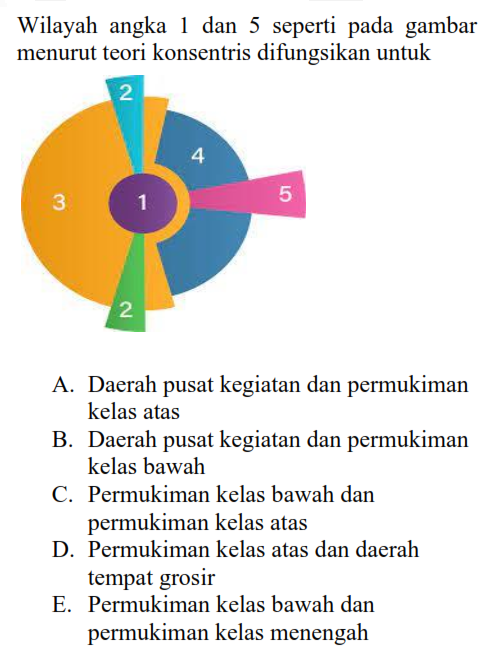 Wilayah angka 1 dan 5 seperti pada gambar
menurut teori konsentris difungsikan untuk
2
4
3
1
5
2
A. Daerah pusat kegiatan dan permukiman
kelas atas
B. Daerah pusat kegiatan dan permukiman
kelas bawah
C. Permukiman kelas bawah dan
permukiman kelas atas
D. Permukiman kelas atas dan daerah
tempat grosir
E. Permukiman kelas bawah dan
permukiman kelas menengah